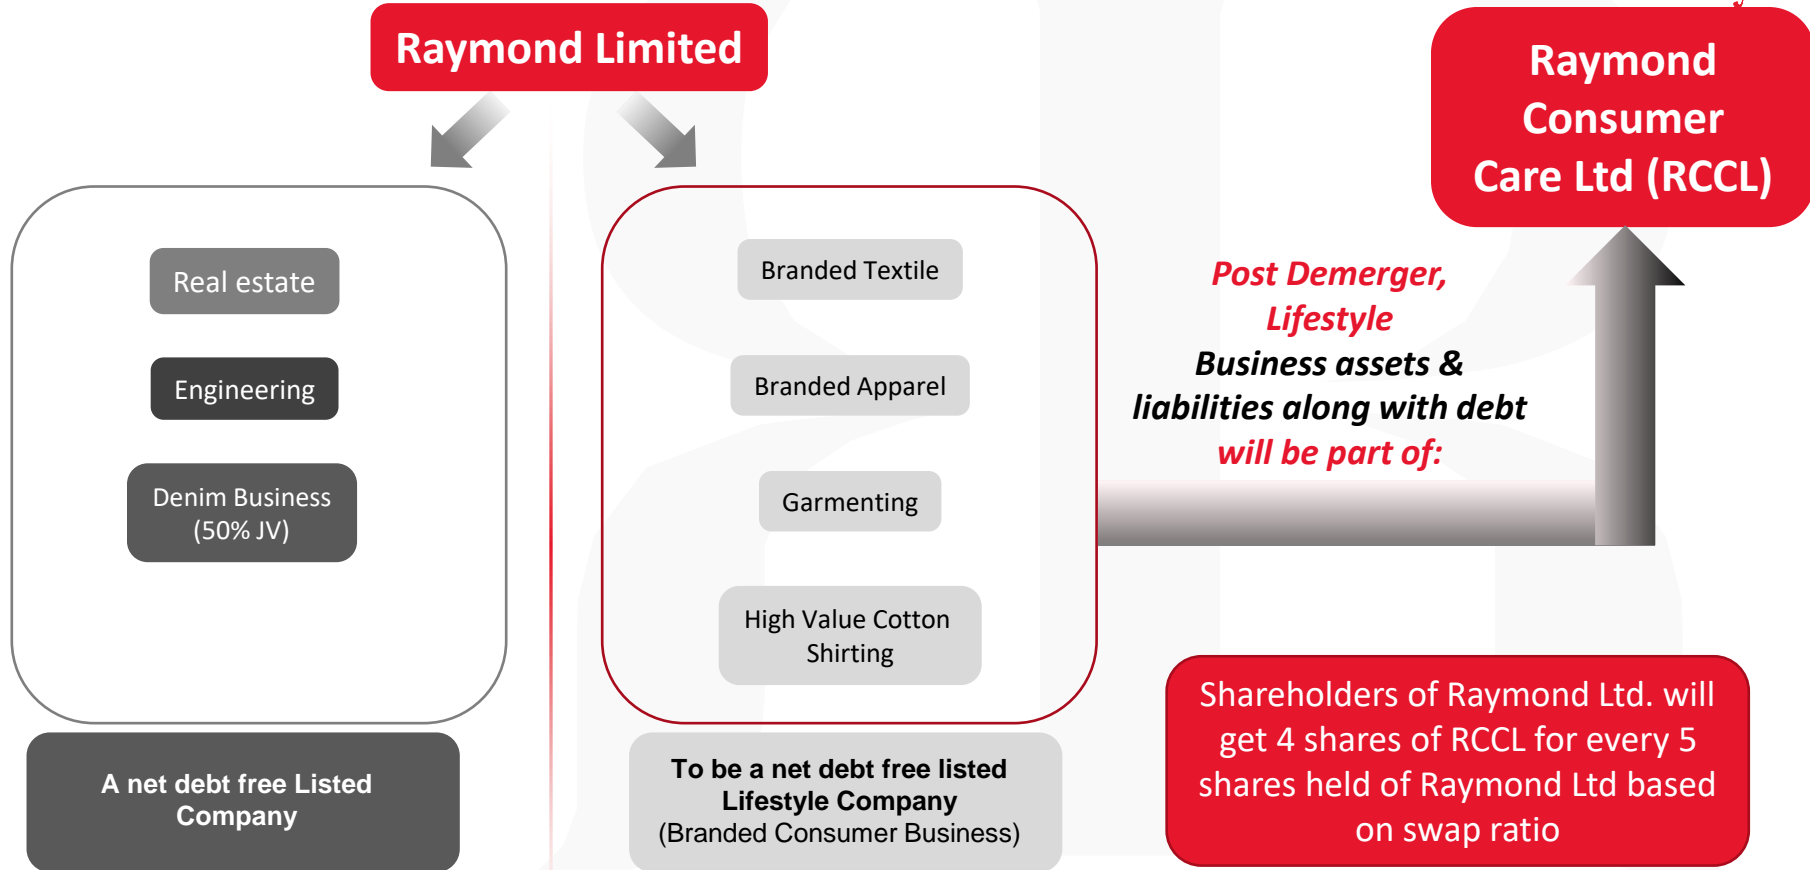 Raymond Limited
Real estate
Engineering
Denim Business
(50% JV)
A net debt free Listed
Company
Branded Textile
Branded Apparel
Garmenting
High Value Cotton
Shirting
To be a net debt free listed
Lifestyle Company
(Branded Consumer Business)
Post Demerger,
Lifestyle
Business assets &
liabilities along with debt
will be part of:
Raymond
Consumer
Care Ltd (RCCL)
Shareholders of Raymond Ltd. will
get 4 shares of RCCL for every 5
shares held of Raymond Ltd based
on swap ratio